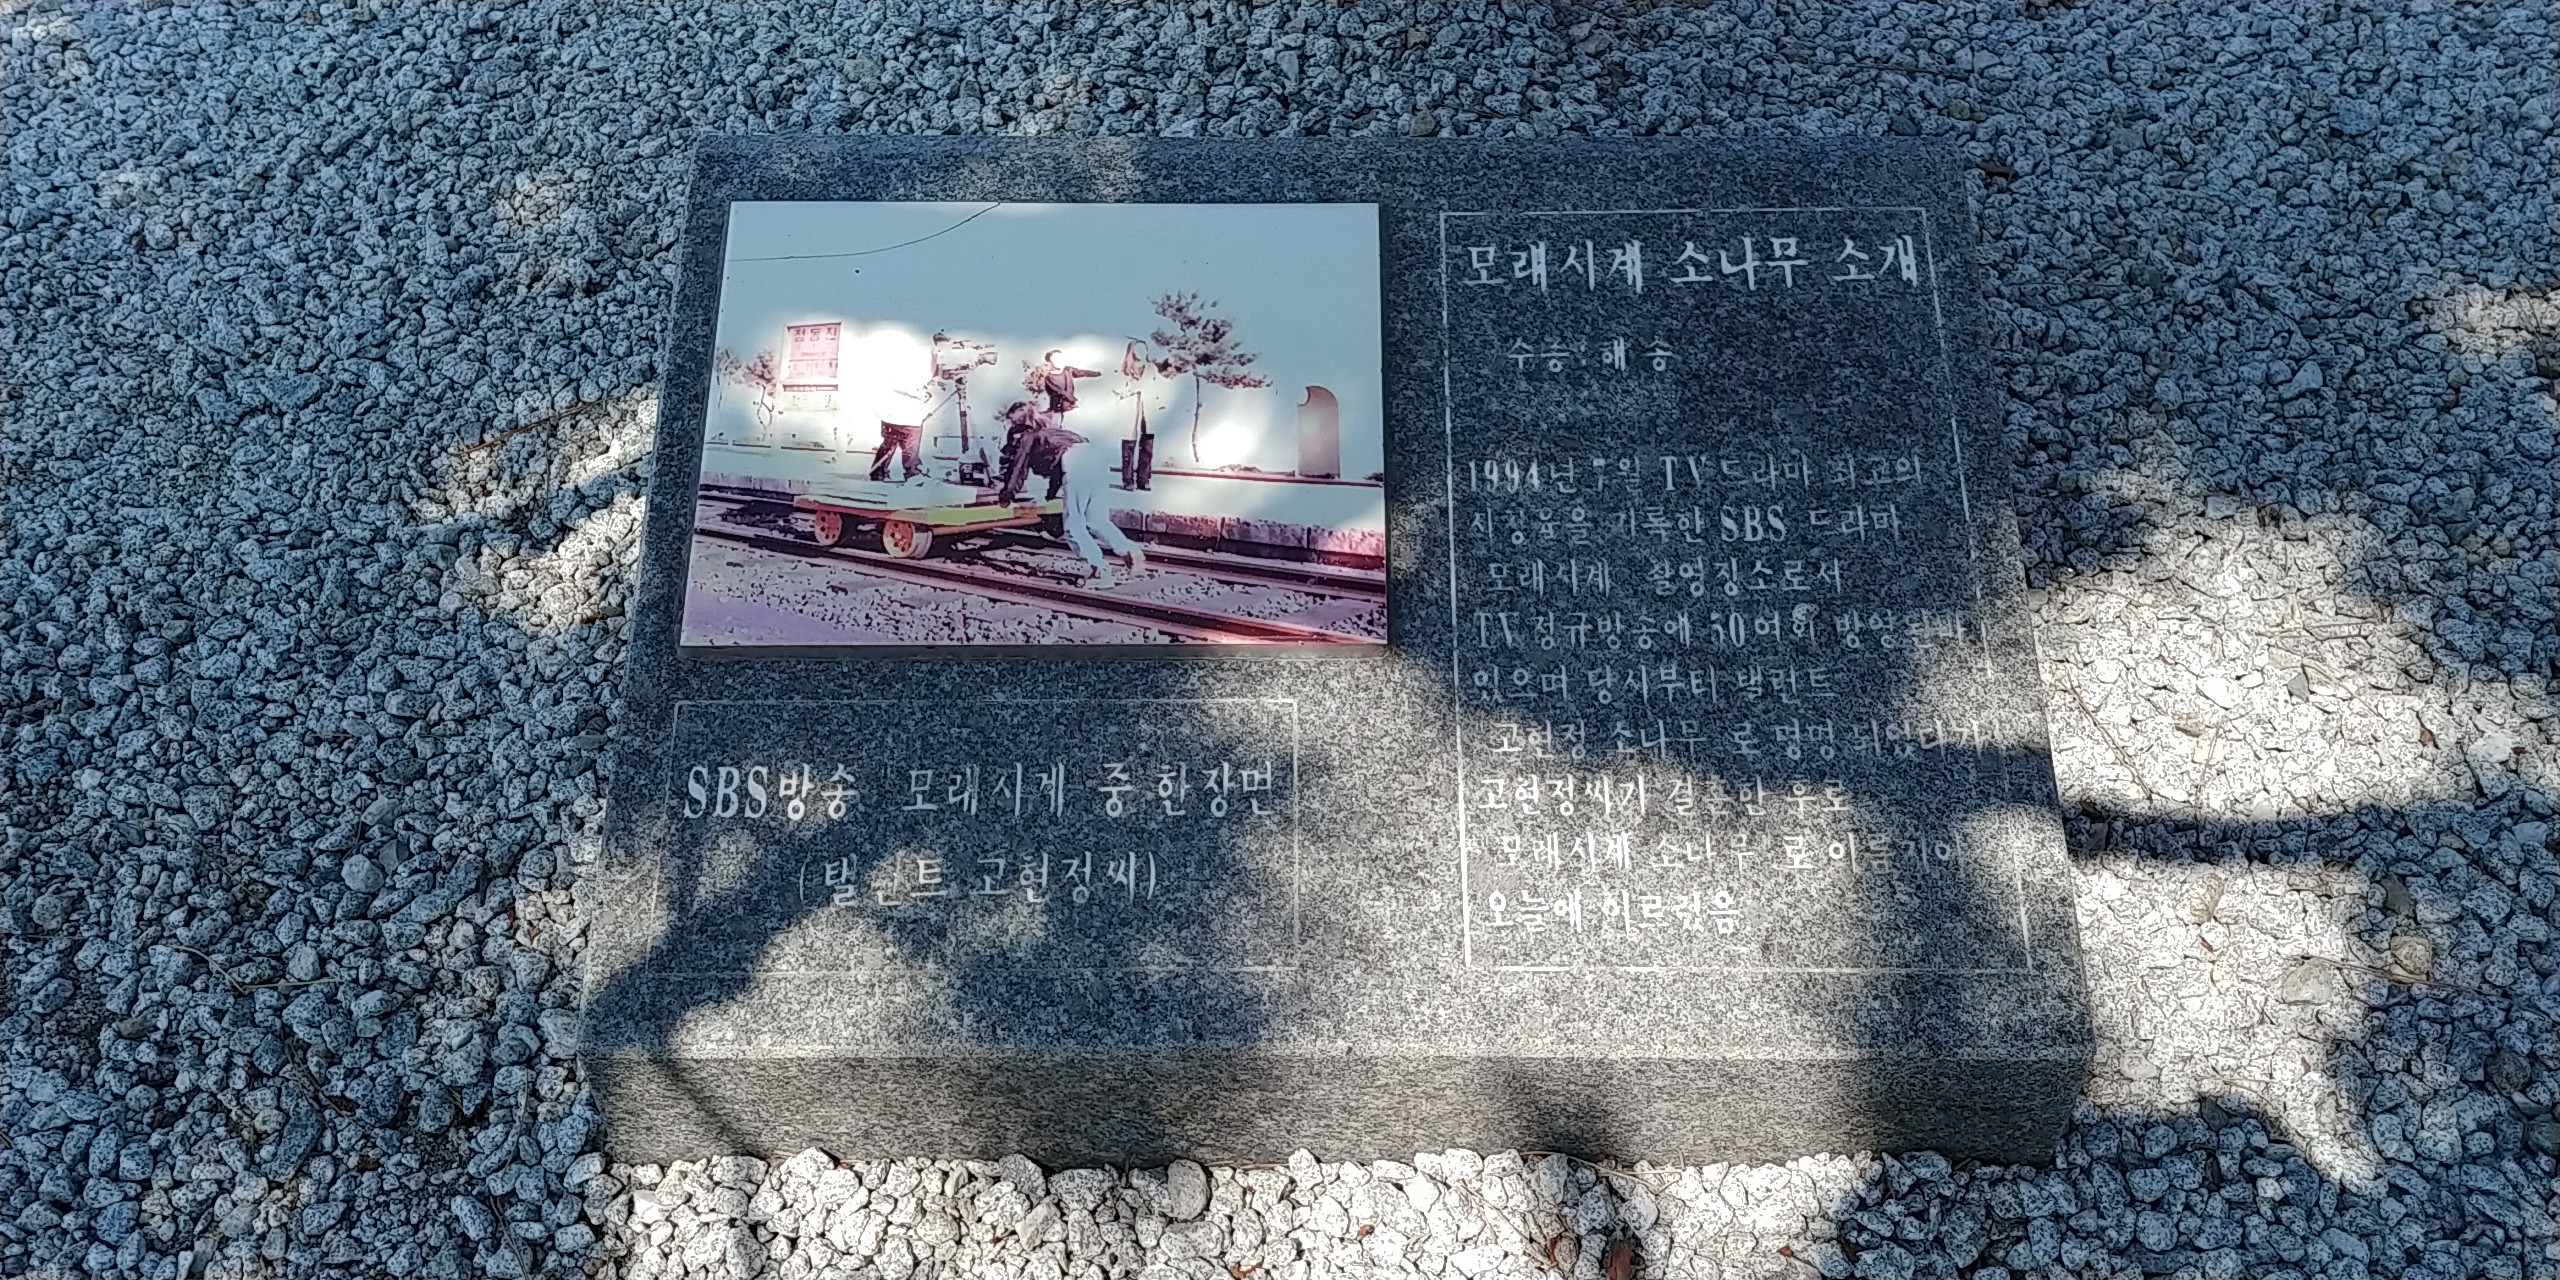 정동진
SBS방송 모래시계 중 한장면
(탤런트 고현정씨)
모래시계 소나무 소개
수종:해송
1994년 7월 TV드라마 최고의
시청율을 기록한 SBS 드라마
모래시계 촬영장소로서
TV정규방송에 50여회 방영된바
있으며 당시부터 탤런트
고현정 소나무 로 명명 되었다가
고현정씨가 결혼한 후로
모래시계 소나무 로 이름지어
오늘에 이르렀음